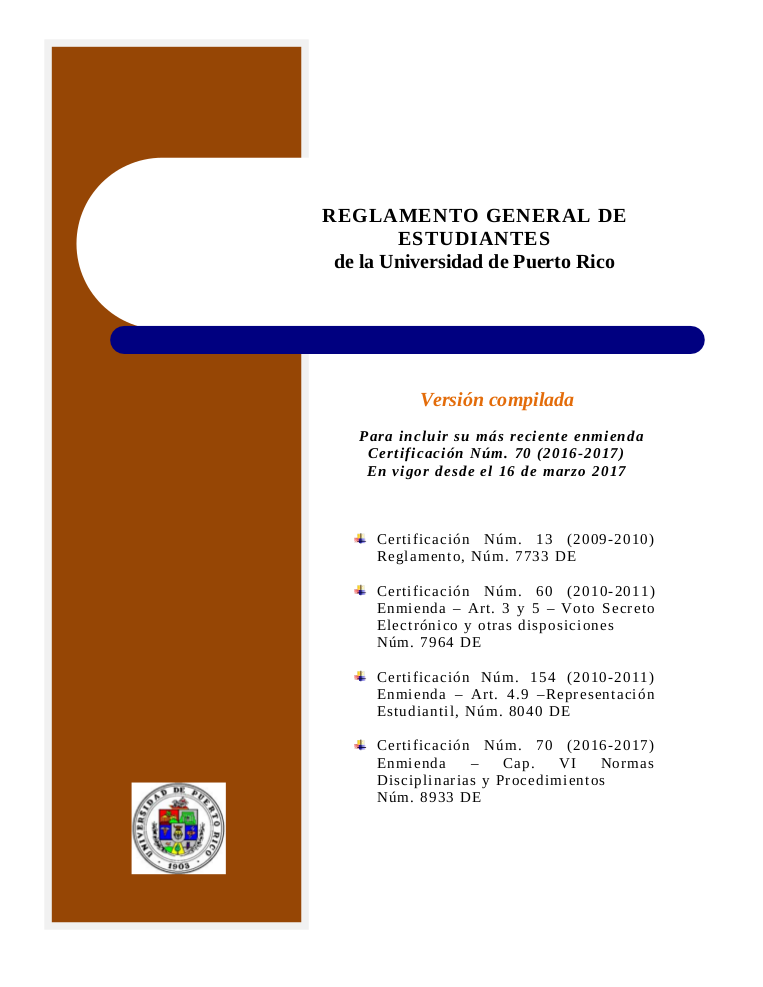 REGLAMENTO GENERAL DE
ESTUDIANTES
de la Universidad de Puerto Rico
Versión compilada
Para incluir su más reciente enmienda
Certificación Núm. 70 (2016-2017)
En vigor desde el 16 de marzo 2017
Certificación Núm. 13 (2009-2010)
Reglamento, Núm. 7733 DE
Certificación Núm. 60 (2010-2011)
Enmienda – Art. 3 y 5 – Voto Secreto
Electrónico y otras disposiciones
Núm. 7964 DE
Certificación Núm. 154 (2010-2011)
Enmienda – Art. 4.9 –Representación
Estudiantil, Núm. 8040 DE
Certificación Núm. 70 (2016-2017)
Enmienda – Cap. VI Normas
Disciplinarias y Procedimientos
Núm. 8933 DE
UNIVERSIDAD DE PUERTO RICO
· 1903 ·